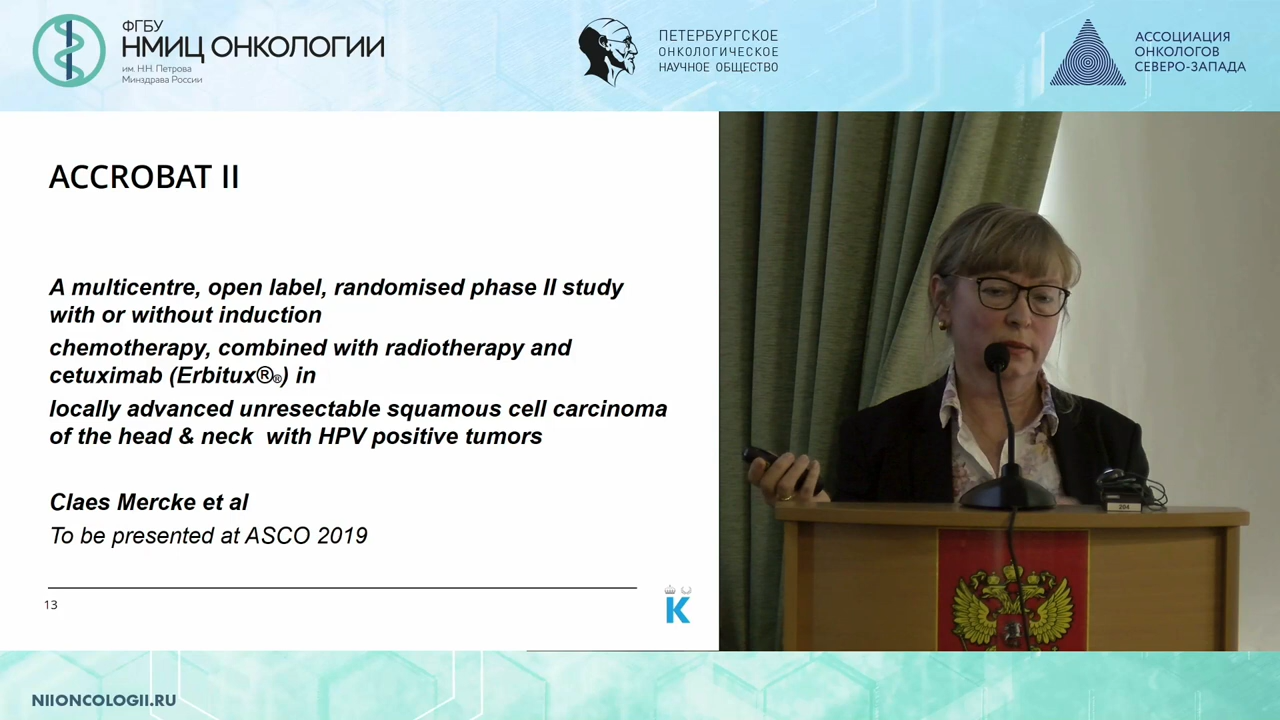 ФГБУ
НМИЦ ОНКОЛОГИИ
им. Н.Н. Петрова
Минздрава России
ПЕТЕРБУРГСКОЕ
ОНКОЛОГИЧЕСКОЕ
НАУЧНОЕ ОБЩЕСТВО
АССОЦИАЦИЯ
ОНКОЛОГОВ
СЕВЕРО-ЗАПАДА
ACCROBAT II
A multicentre, open label, randomised phase II study
with or without induction
chemotherapy, combined with radiotherapy and
cetuximab (Erbitux®®) in
locally advanced unresectable squamous cell carcinoma
of the head & neck with HPV positive tumors
Claes Mercke et al
To be presented at ASCO 2019
13
K
204
NIIONCOLOGII.RU